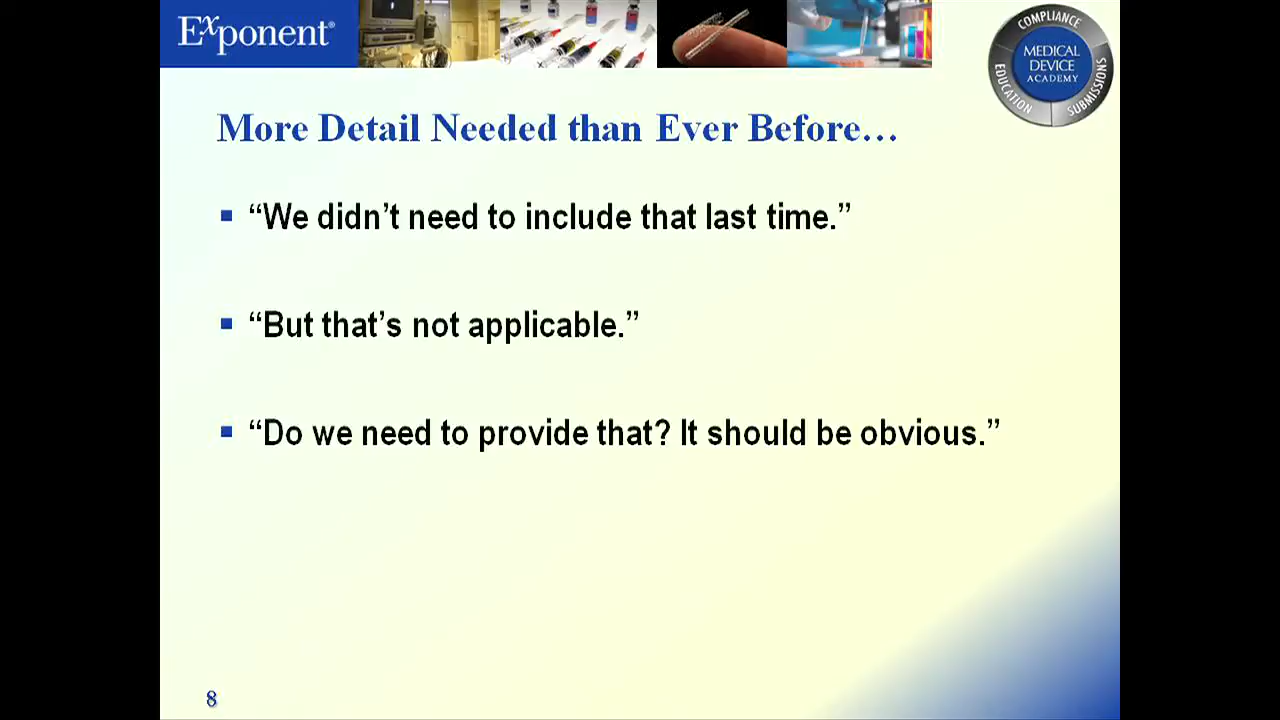 Exponent®
COMPLIANCE
MEDICAL
DEVICE
ACADEMY
EDUCATION
SUBMISSIONS
More Detail Needed than Ever Before…
▪ “We didn’t need to include that last time.”
▪ “But that’s not applicable.”
▪ “Do we need to provide that? It should be obvious.”
8